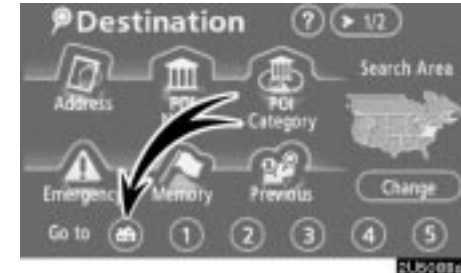 Destination ? 1/2
Search Area
Address POI POI
Category
Emergency Memory Previous Change
Go to 1 2 3 4 5